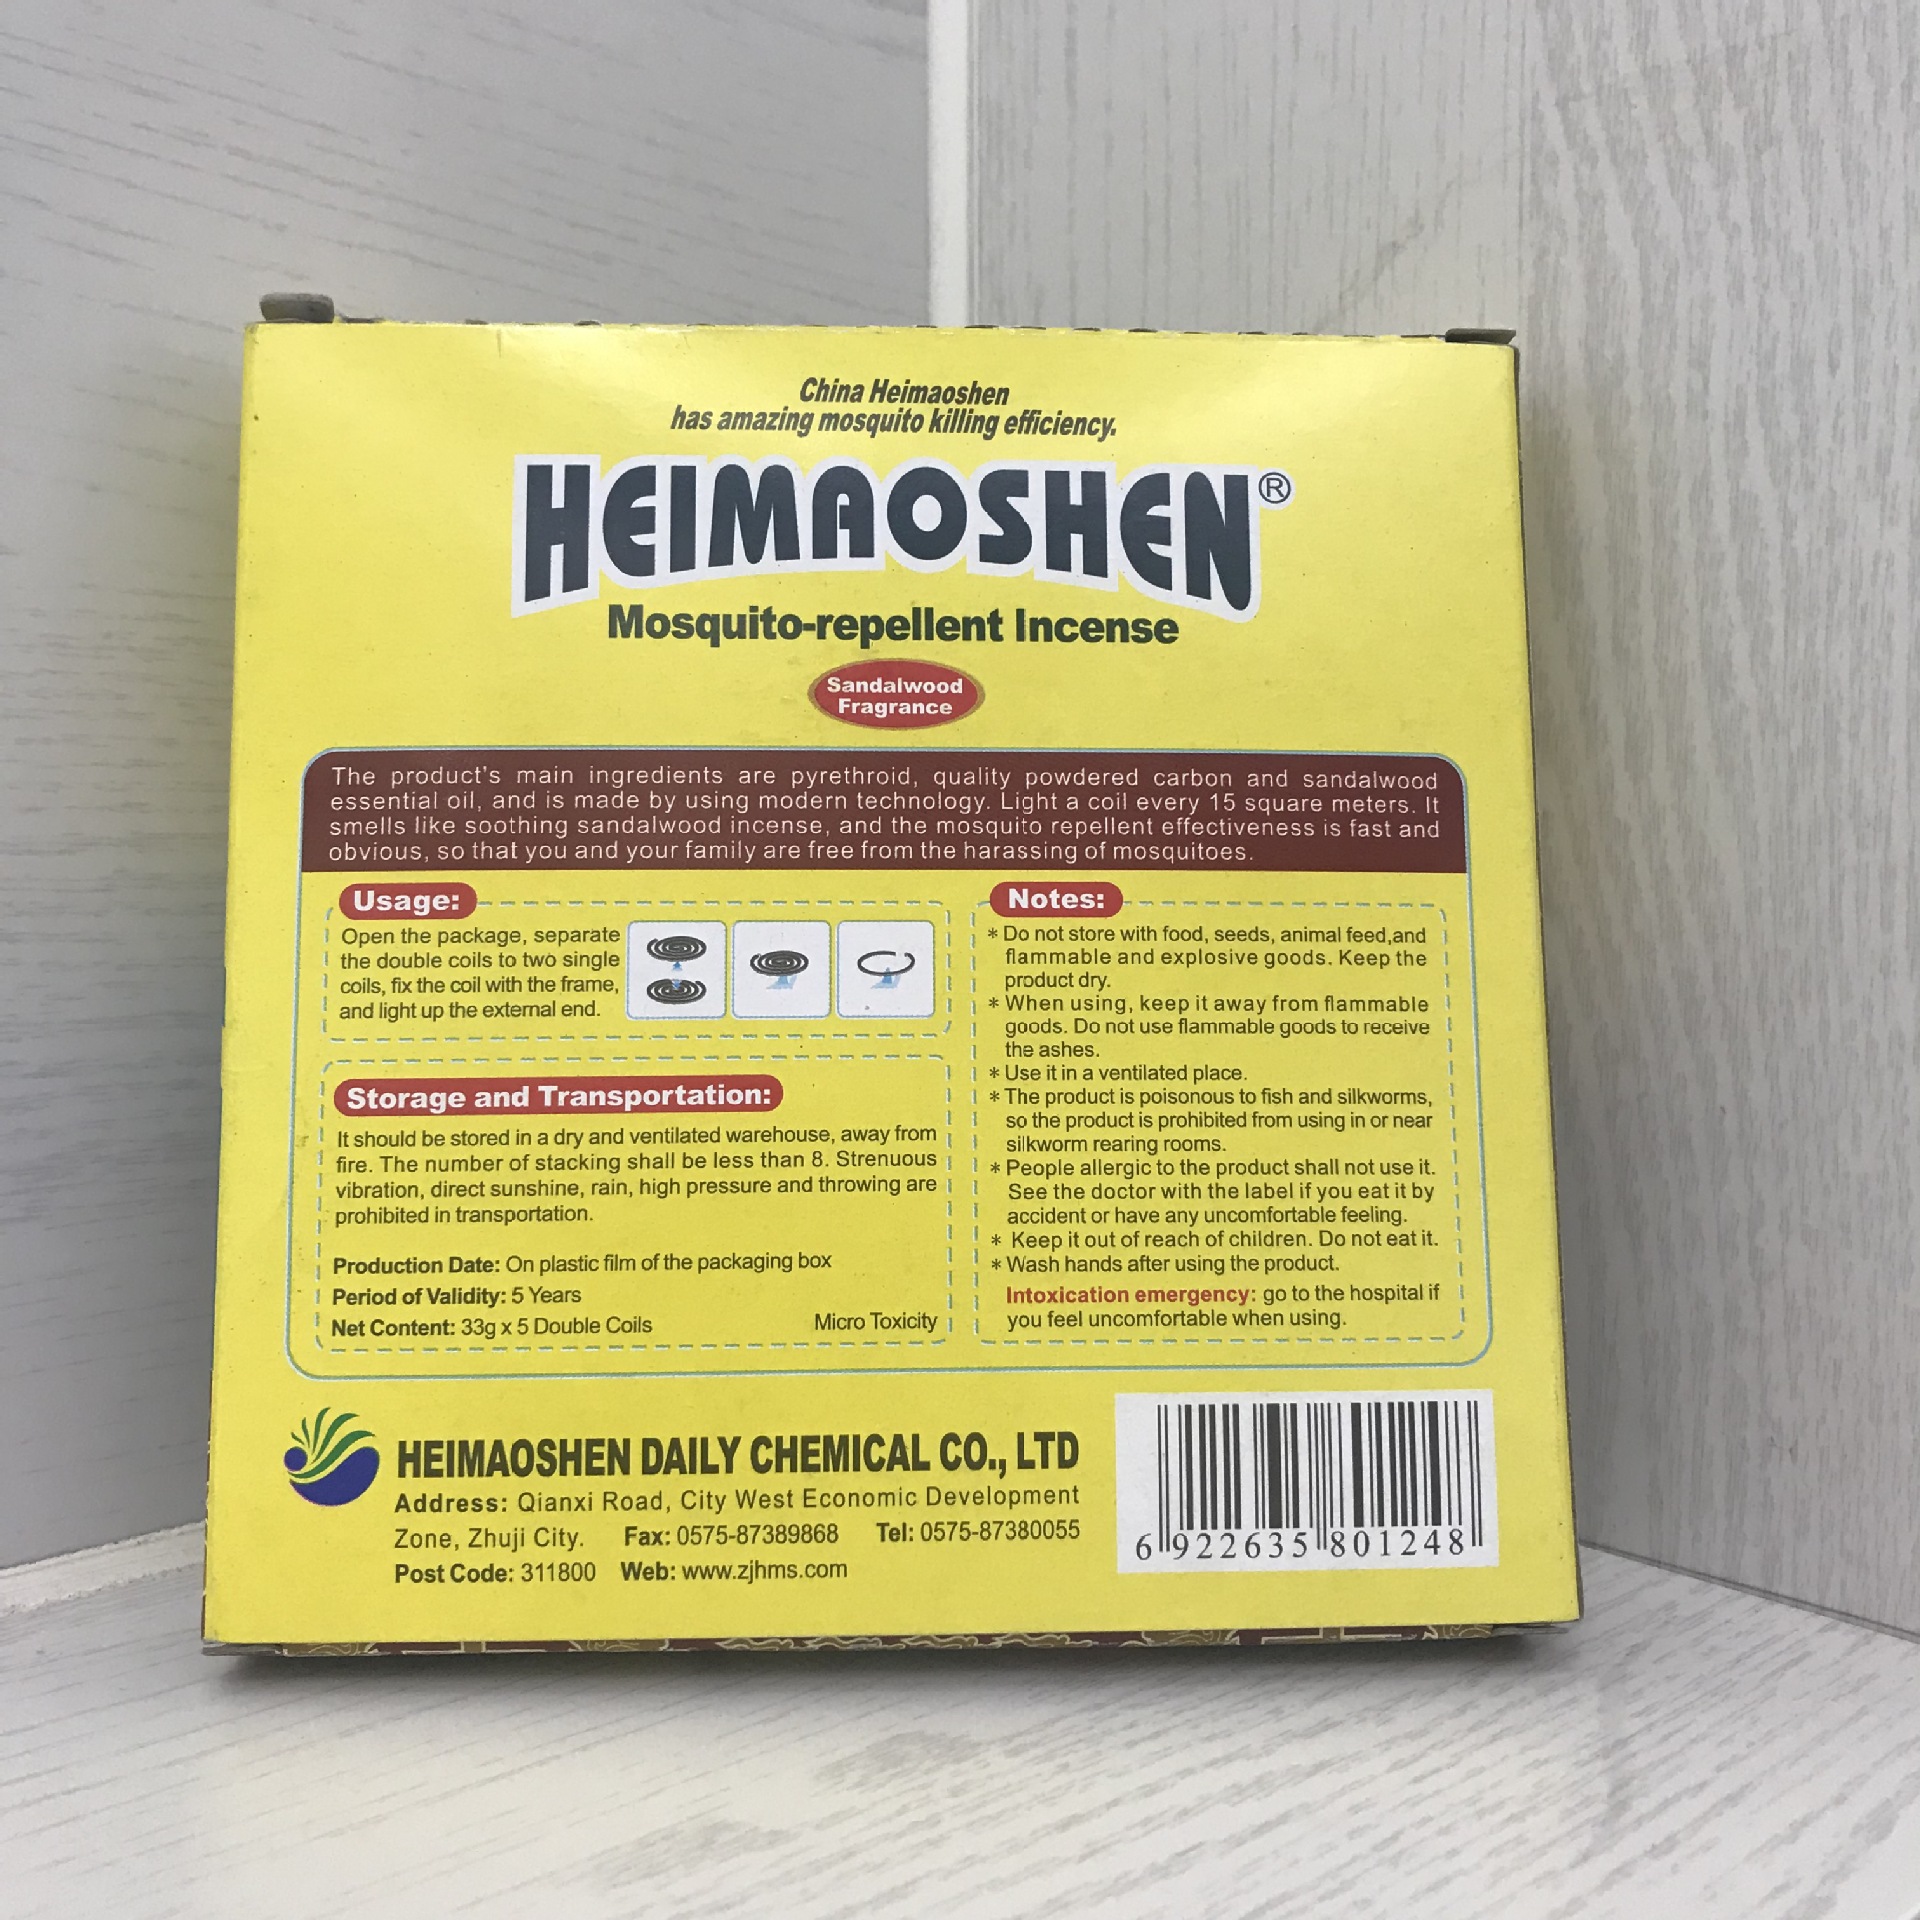 China Heimaoshen
has amazing mosquito killing efficiency.
HEIMAOSHEN®
Mosquito-repellent Incense
Sandalwood
Fragrance
The product's main ingredients are pyrethroid, quality powdered carbon and sandalwood
essential oil, and is made by using modern technology. Light a coil every 15 square meters. It
smells like soothing sandalwood incense, and the mosquito repellent effectiveness is fast and
obvious, so that you and your family are free from the harassing of mosquitoes.
Usage:
Open the package, separate
the double coils to two single
coils, fix the coil with the frame,
and light up the external end.
Storage and Transportation:
It should be stored in a dry and ventilated warehouse, away from
fire. The number of stacking shall be less than 8. Strenuous
vibration, direct sunshine, rain, high pressure and throwing are
prohibited in transportation.
Production Date: On plastic film of the packaging box
Period of Validity: 5 Years
Net Content: 33g x 5 Double Coils
Micro Toxicity
Notes:
* Do not store with food, seeds, animal feed,and
flammable and explosive goods. Keep the
product dry.
* When using, keep it away from flammable
goods. Do not use flammable goods to receive
the ashes.
* Use it in a ventilated place.
* The product is poisonous to fish and silkworms,
so the product is prohibited from using in or near
silkworm rearing rooms.
* People allergic to the product shall not use it.
See the doctor with the label if you eat it by
accident or have any uncomfortable feeling.
* Keep it out of reach of children. Do not eat it.
* Wash hands after using the product.
Intoxication emergency: go to the hospital if
you feel uncomfortable when using.
HEIMAOSHEN DAILY CHEMICAL CO., LTD
Address: Qianxi Road, City West Economic Development
Zone, Zhuji City. Fax: 0575-87389868 Tel: 0575-87380055
Post Code: 311800 Web: www.zjhms.com
6 922635 801248